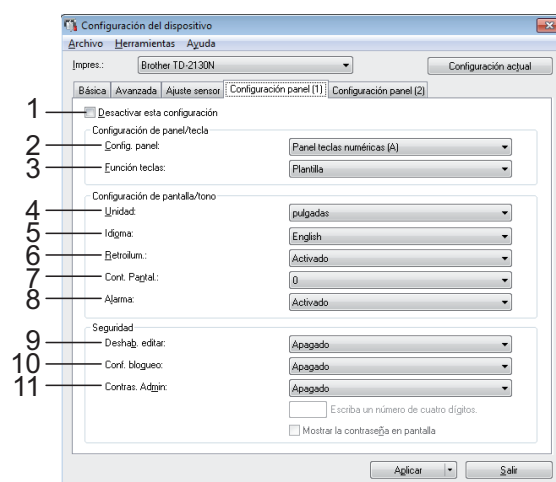 Configuración del dispositivo
Archivo Herramientas Ayuda
Impres.: Brother TD-2130N Configuración actual
Básica Avanzada Ajuste sensor Configuración panel (1) Configuración panel (2)
1 Desactivar esta configuración
Configuración de panel/tecla
2 Config. panel: Panel teclas numéricas (A)
3 Función teclas: Plantilla
Configuración de pantalla/tono
4 Unidad: pulgadas
5 Idioma: English
6 Retroilum.: Activado
7 Cont. Pantal.: 0
8 Alarma: Activado
Seguridad
9 Deshab. editar: Apagado
10 Conf. blogueo: Apagado
11 Contras. Admin: Apagado
Escriba un número de cuatro dígitos.
Mostrar la contraseña en pantalla
Aplicar Salir